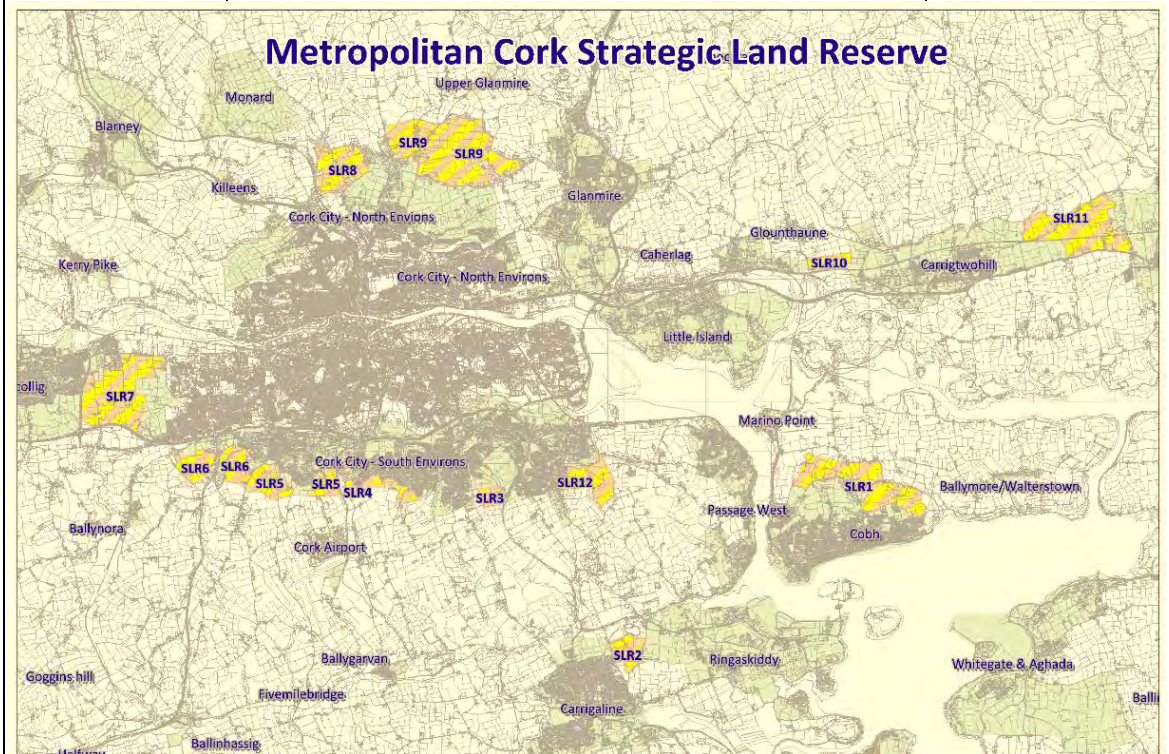 Metropolitan Cork Strategic Land Reserve
Upper Glanmire
Monard
Blarney
SLR9
SLR9
SLR8
Killeens
Glanmire
Cork City - North Envions
SLR11
Glounthaune
Caherlag
SLR10
Carrigtwohill
Kerry Pike
Cork City - North Environs
Little Island
collig
SLR7
Marino Point
SLR6
SLR6
SLR5
Cork City - South Environs
SLR5
SLR4
SLR3
SLR12
SLR1
Ballymore/Walterstown
Passage West
Ballynora
Cobh
Cork Airport
SLR2
Ballygarvan
Ringaskiddy
Whitegate & Aghada
Goggins hill
Fivemilebridge
Carrigaline
Ballin
Ballinhassig
Halfway